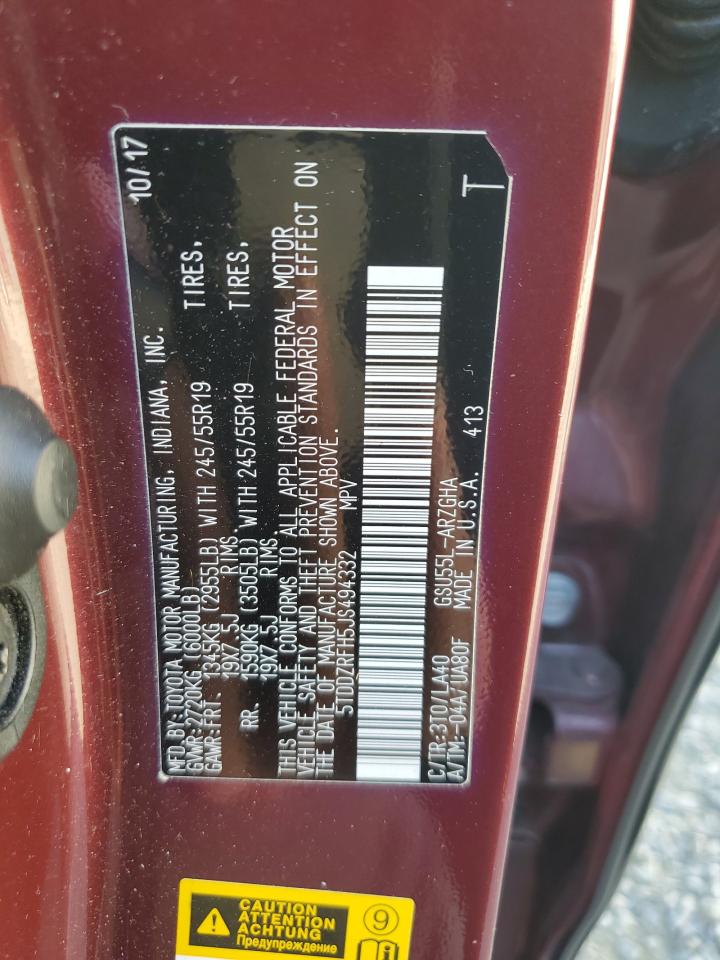 MFD.BY:TOYOTA MOTOR MANUFACTURING, INDIANA, INC. 10/17
GVWR:2720KG (6000LB)
GAWR:FRT. 1345KG (2955LB) WITH 245/55R19 TIRES,
19X7.5J RIMS.
RR. 1590KG (3505LB) WITH 245/55R19 TIRES,
19X7.5J RIMS
THIS VEHICLE CONFORMS TO ALL APPLICABLE FEDERAL MOTOR
VEHICLE SAFETY AND THEFT PREVENTION STANDARDS IN EFFECT ON
THE DATE OF MANUFACTURE SHOWN ABOVE.
5TDDZRFH5JS494332 MPV
C/TR:3T0/LA40 GSU55L-ARZGHA
A/TM:-04A/UA80F MADE IN U.S.A. 413 T
CAUTION
ATTENTION
ACHTUNG
Предупреждение
9